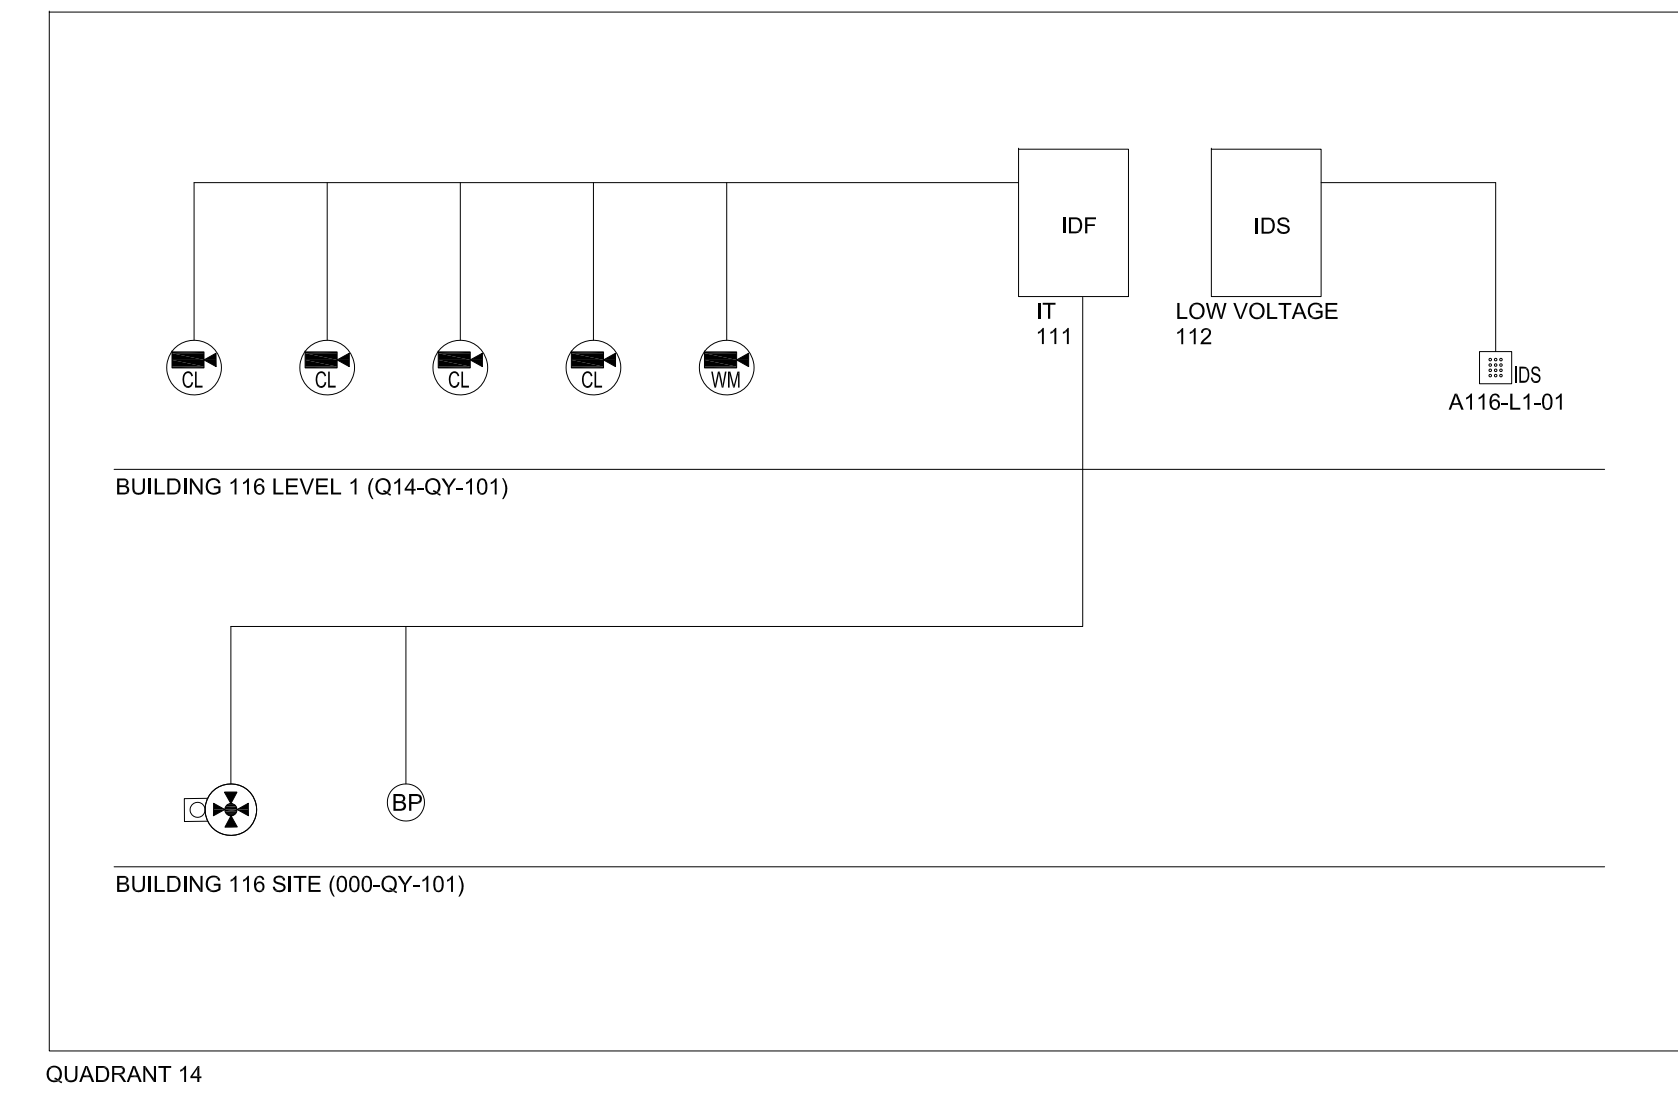 IDF
IDS
IT
111
LOW VOLTAGE
112
CL
CL
CL
CL
WM
IDS
A116-L1-01
BUILDING 116 LEVEL 1 (Q14-QY-101)
BP
BUILDING 116 SITE (000-QY-101)
QUADRANT 14